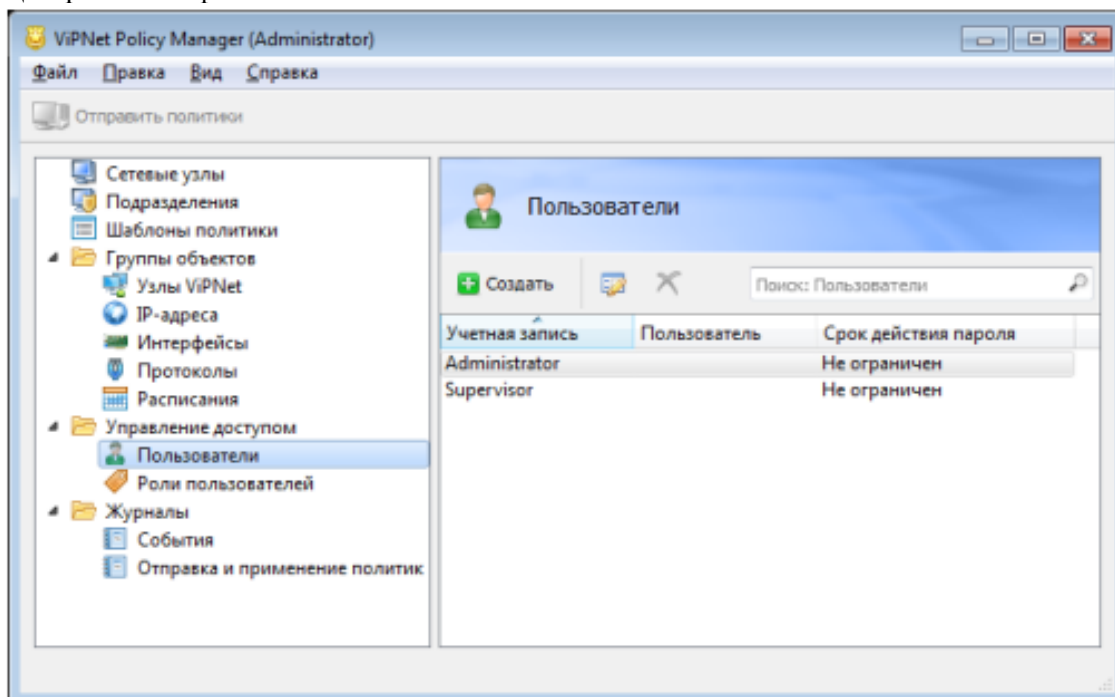 ViPNet Policy Manager (Administrator)
Файл Правка Вид Справка
Отправить политики
Сетевые узлы
Подразделения
Шаблоны политики
Группы объектов
Узлы ViPNet
IP-адреса
Интерфейсы
Протоколы
Расписания
Управление доступом
Пользователи
Роли пользователей
Журналы
События
Отправка и применение политик
Пользователи
Создать Поиск: Пользователи
Учетная запись Пользователь Срок действия пароля
Administrator Не ограничен
Supervisor Не ограничен